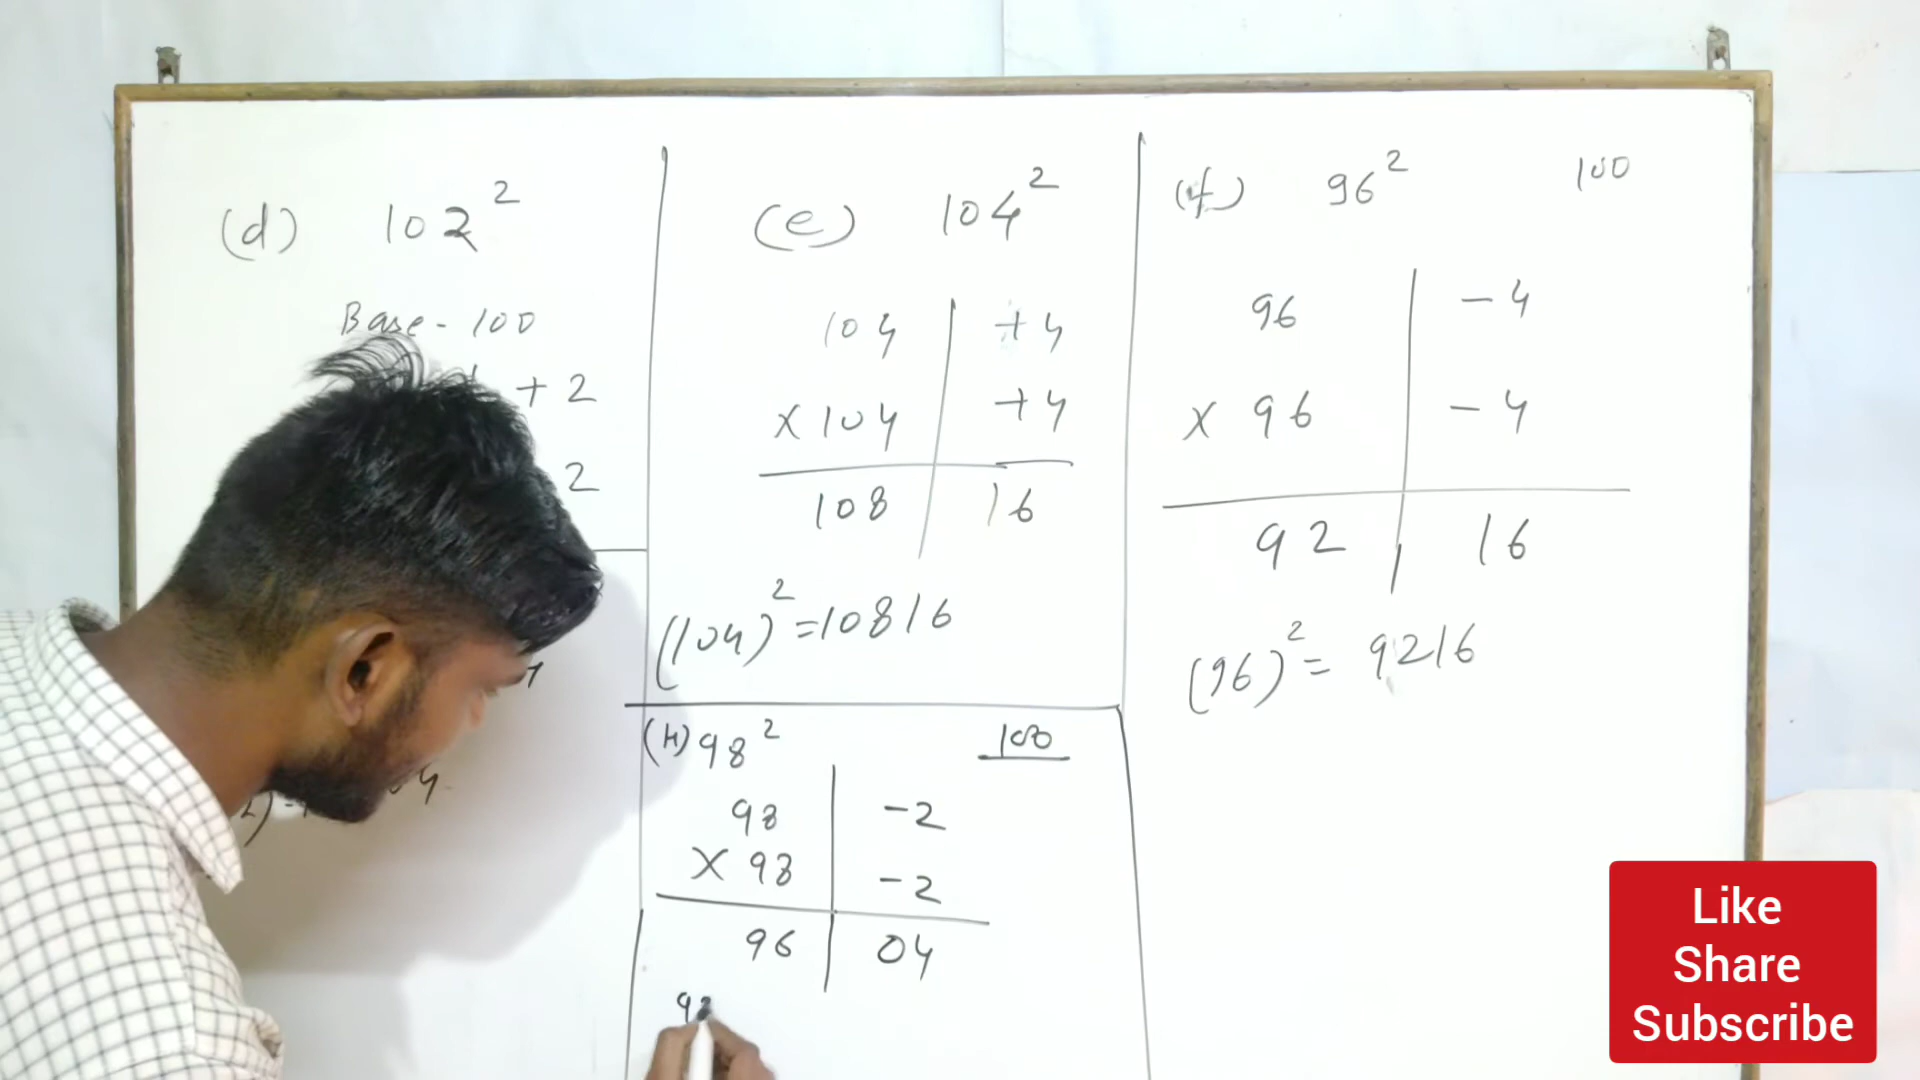 (d) 102²
Base - 100
+ 2
2
(e) 104²
104 | +4
X 104 | +4
108 | 16
(104)² = 10816
(f) 96² 100
96 | - 4
X 96 | - 4
92 | 16
(96)² = 9216
(H) 98² 100
98 | -2
X 98 | -2
96 | 04
98
Like
Share
Subscribe